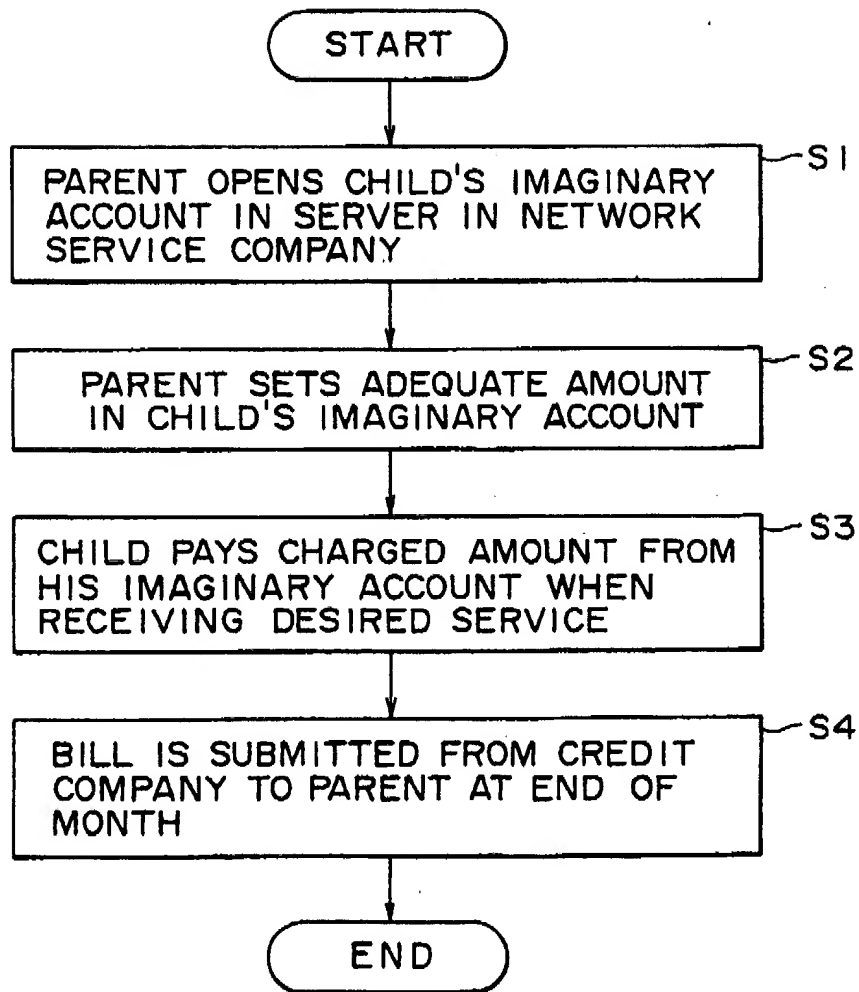 START
S1
PARENT OPENS CHILD'S IMAGINARY
ACCOUNT IN SERVER IN NETWORK
SERVICE COMPANY
S2
PARENT SETS ADEQUATE AMOUNT
IN CHILD'S IMAGINARY ACCOUNT
S3
CHILD PAYS CHARGED AMOUNT FROM
HIS IMAGINARY ACCOUNT WHEN
RECEIVING DESIRED SERVICE
S4
BILL IS SUBMITTED FROM CREDIT
COMPANY TO PARENT AT END OF
MONTH
END